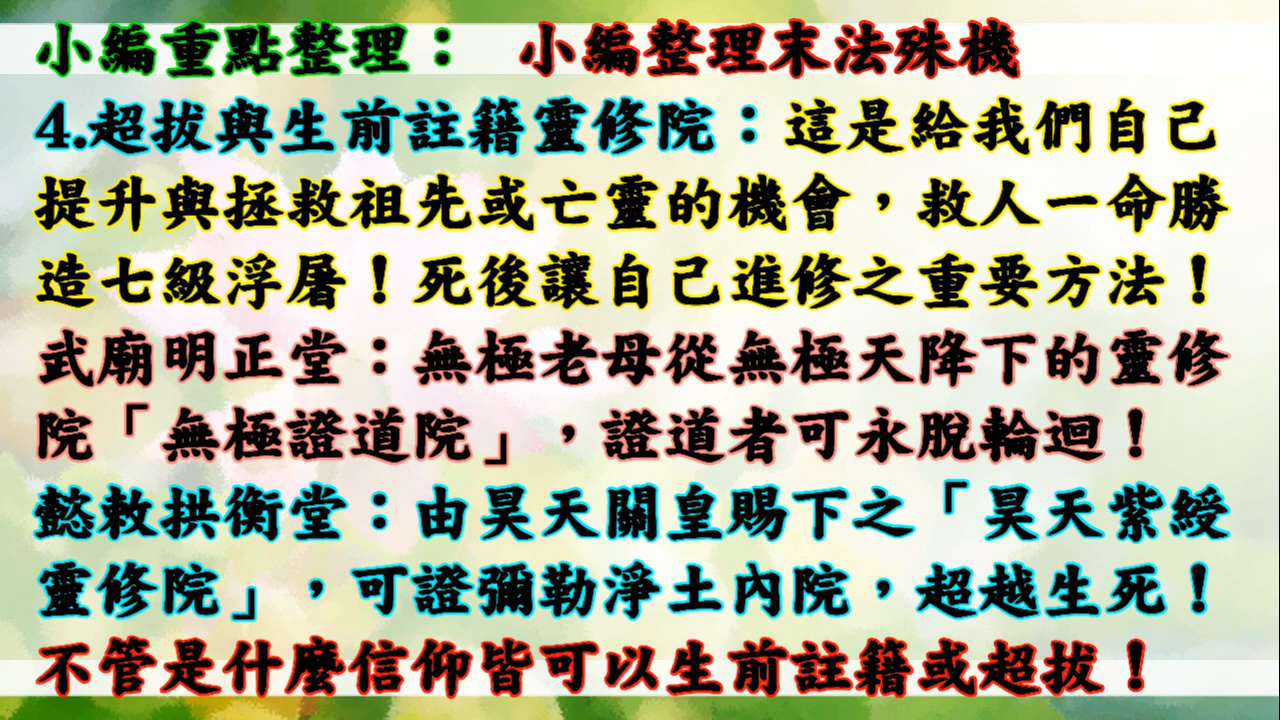 小編重點整理： 小編整理末法殊機
4.超拔與生前註籍靈修院：這是給我們自己
提升與拯救祖先或亡靈的機會，救人一命勝
造七級浮屠！死後讓自己進修之重要方法！
武廟明正堂：無極老母從無極天降下的靈修
院「無極證道院」，證道者可永脫輪迴！
懿敕拱衡堂：由昊天關皇賜下之「昊天紫綬
靈修院」，可證彌勒淨土內院，超越生死！
不管是什麼信仰皆可以生前註籍或超拔！